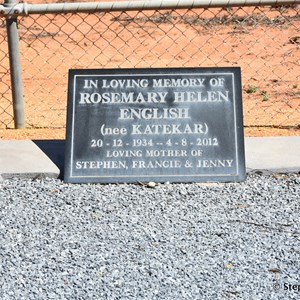 IN LOVING MEMORY OF
ROSEMARY HELEN
ENGLISH
(nee KATEKAR)
20 - 12 - 1934 -- 4 - 8 - 2012
LOVING MOTHER OF
STEPHEN, FRANCIE & JENNY
© Step